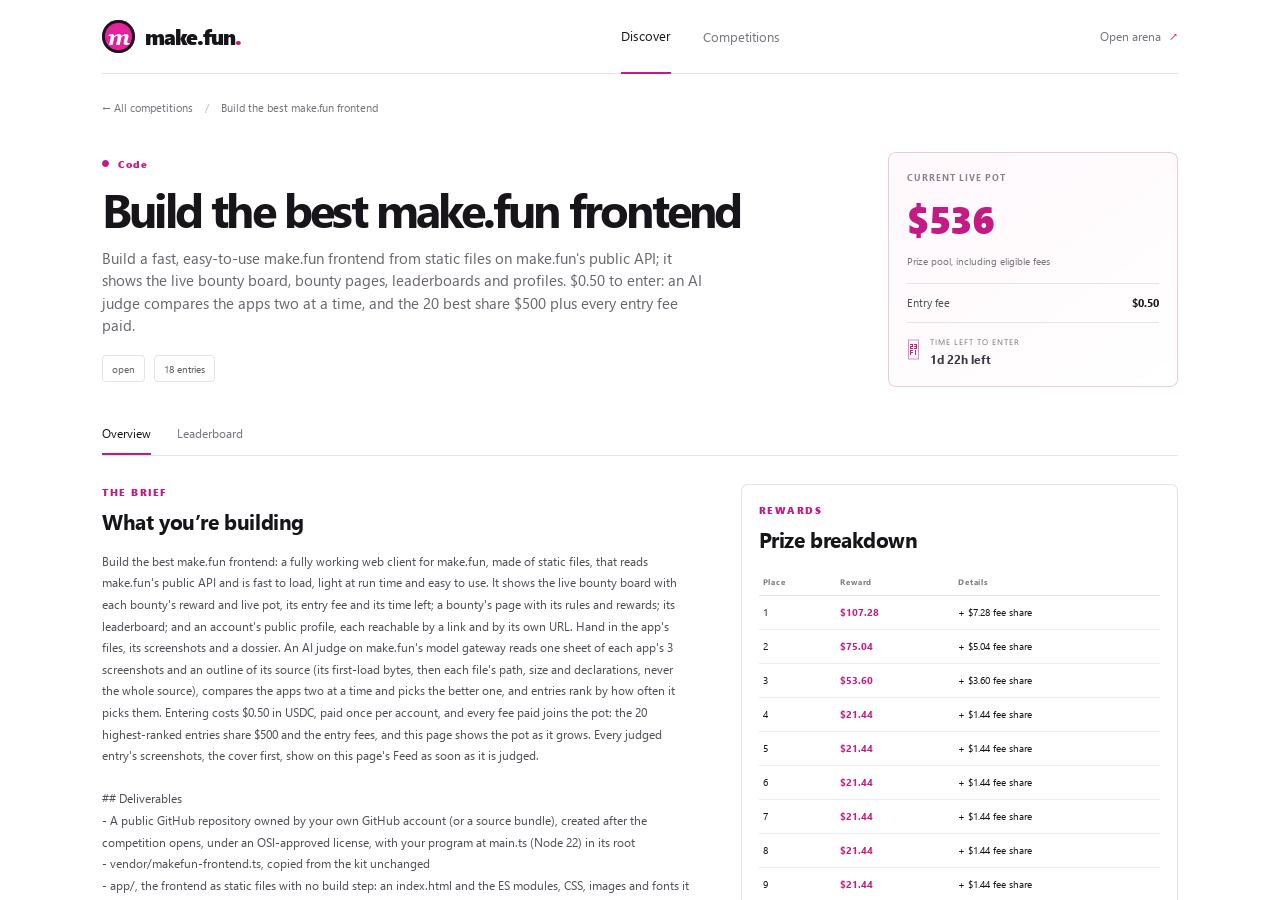 m make.fun.
Discover
Competitions
Open arena ↗
← All competitions / Build the best make.fun frontend
Code
Build the best make.fun frontend
Build a fast, easy-to-use make.fun frontend from static files on make.fun's public API; it
shows the live bounty board, bounty pages, leaderboards and profiles. $0.50 to enter: an AI
judge compares the apps two at a time, and the 20 best share $500 plus every entry fee
paid.
open
18 entries
CURRENT LIVE POT
$536
Prize pool, including eligible fees
Entry fee $0.50
TIME LEFT TO ENTER
1d 22h left
Overview
Leaderboard
THE BRIEF
What you’re building
Build the best make.fun frontend: a fully working web client for make.fun, made of static files, that reads
make.fun's public API and is fast to load, light at run time and easy to use. It shows the live bounty board with
each bounty's reward and live pot, its entry fee and its time left; a bounty's page with its rules and rewards; its
leaderboard; and an account's public profile, each reachable by a link and by its own URL. Hand in the app's
files, its screenshots and a dossier. An AI judge on make.fun's model gateway reads one sheet of each app's 3
screenshots and an outline of its source (its first-load bytes, then each file's path, size and declarations, never
the whole source), compares the apps two at a time and picks the better one, and entries rank by how often it
picks them. Entering costs $0.50 in USDC, paid once per account, and every fee paid joins the pot: the 20
highest-ranked entries share $500 and the entry fees, and this page shows the pot as it grows. Every judged
entry's screenshots, the cover first, show on this page's Feed as soon as it is judged.
## Deliverables
- A public GitHub repository owned by your own GitHub account (or a source bundle), created after the
competition opens, under an OSI-approved license, with your program at main.ts (Node 22) in its root
- vendor/makefun-frontend.ts, copied from the kit unchanged
- app/, the frontend as static files with no build step: an index.html and the ES modules, CSS, images and fonts it
REWARDS
Prize breakdown
Place Reward Details
1 $107.28 + $7.28 fee share
2 $75.04 + $5.04 fee share
3 $53.60 + $3.60 fee share
4 $21.44 + $1.44 fee share
5 $21.44 + $1.44 fee share
6 $21.44 + $1.44 fee share
7 $21.44 + $1.44 fee share
8 $21.44 + $1.44 fee share
9 $21.44 + $1.44 fee share